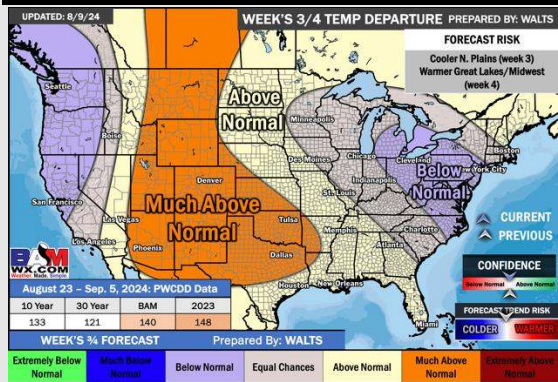 UPDATED: 8/9/24
WEEK'S 3/4 TEMP DEPARTURE PREPARED BY: WALTS
FORECAST RISK
Cooler N. Plains (week 3)
Warmer Great Lakes/Midwest
(week 4)
Seattle
Boise
San Francisco
Las Vegas
Los Angeles
Phoenix
Denver
Much Above
Normal
Above
Normal
Minneapolis
Des Moines
Chicago
Indianapolis
St. Louis
Cleveland
Boston
New York City
Below
Normal
Tulsa
Dallas
Memphis
Charlotte
Atlanta
Houston
New Orleans
Miami
CURRENT
PREVIOUS
CONFIDENCE
Below Normal Above Normal
FORECAST TREND RISK
COLDER WARMER
BAM
WX.COM
Weather. Made. Simple.
August 23 – Sep. 5, 2024: PWCDD Data
10 Year 30 Year BAM 2023
133 121 140 148
WEEK'S ¾ FORECAST Prepared By: WALTS
Extremely Below Normal
Much Below Normal
Below Normal
Equal Chances
Above Normal
Much Above Normal
Extremely Above Normal